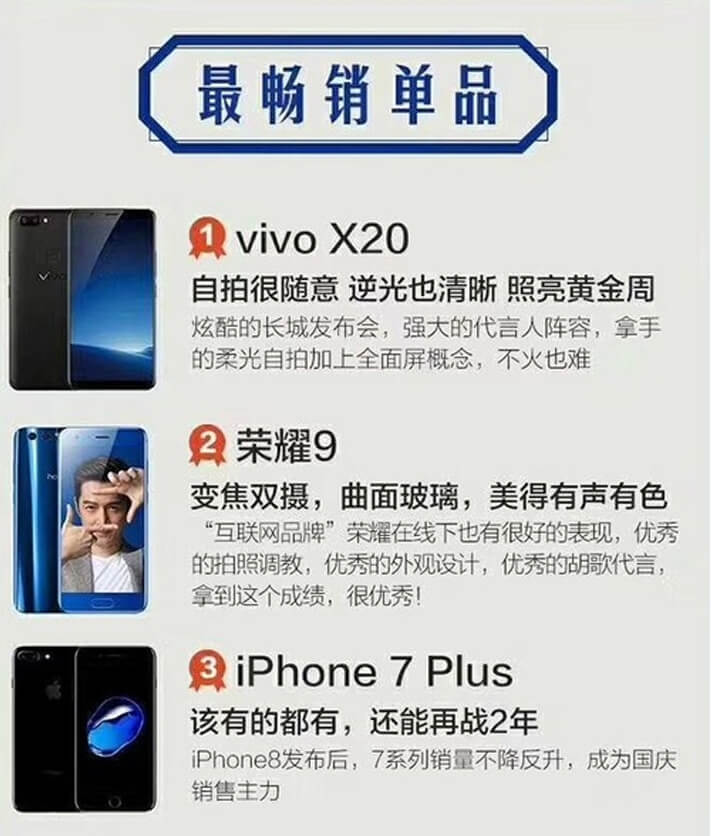 最畅销单品
1 vivo X20
自拍很随意 逆光也清晰 照亮黄金周
炫酷的长城发布会，强大的代言人阵容，拿手
的柔光自拍加上全面屏概念，不火也难
2 荣耀9
变焦双摄，曲面玻璃，美得有声有色
“互联网品牌”荣耀在线下也有很好的表现，优秀
的拍照调教，优秀的外观设计，优秀的胡歌代言，
拿到这个成绩，很优秀！
3 iPhone 7 Plus
该有的都有，还能再战2年
iPhone8发布后，7系列销量不降反升，成为国庆
销售主力